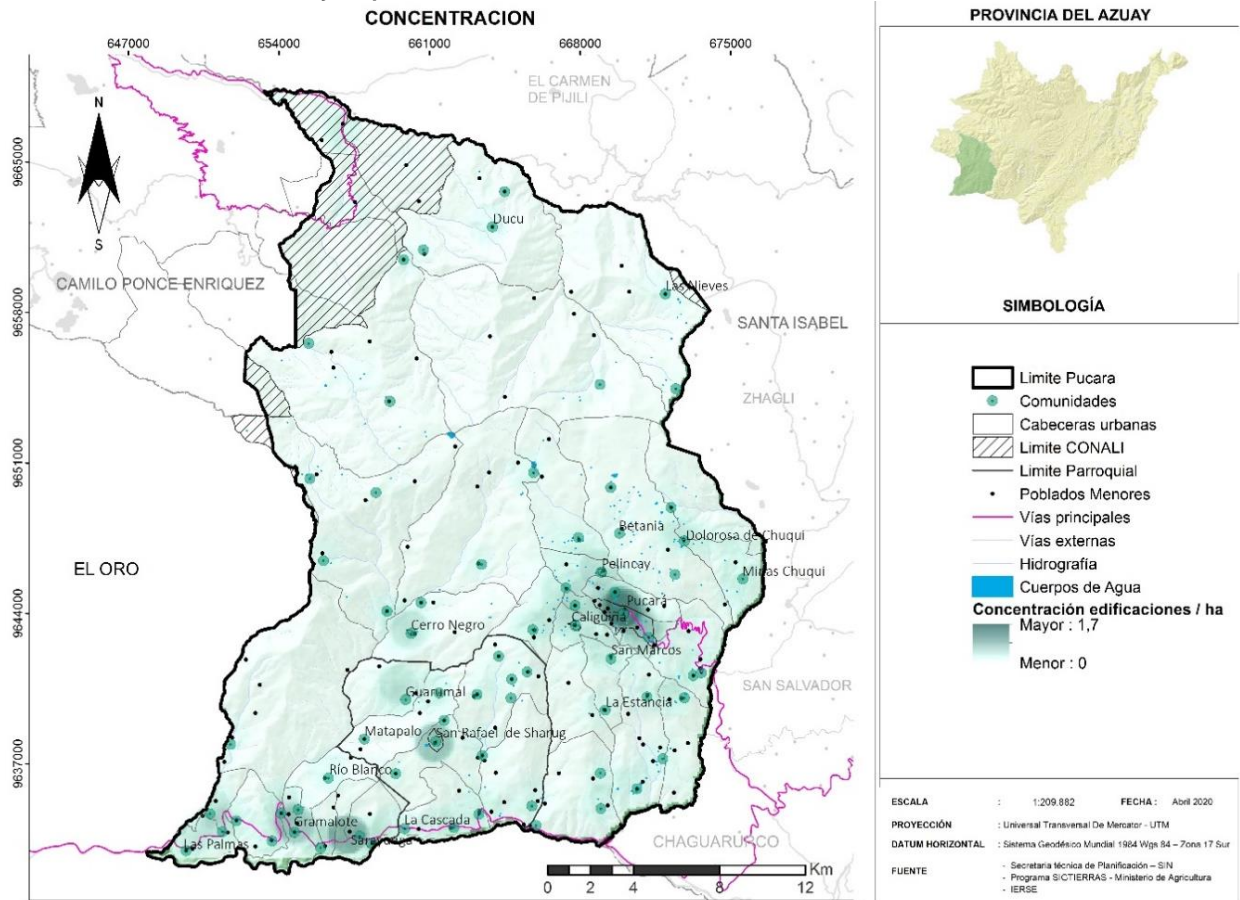 CONCENTRACION
647000 654000 661000 668000 675000
9665000
9658000
9651000
9644000
9637000
N
S
EL CARMEN
DE PIJILI
Ducu
CAMILO PONCE ENRIQUEZ
Las Nieves
SANTA ISABEL
ZHAGLI
Betania
Dolorosa de Chuqui
EL ORO
Pelincay
Minas Chuqui
Pucará
Caliguiña
Cerro Negro
San Marcos
SAN SALVADOR
Guarumal
La Estancia
Matapalo
San Rafael de Sharug
Río Blanco
Gramalote
La Cascada
Las Palmas
CHAGUARUSCO
0 2 4 8 12 Km
PROVINCIA DEL AZUAY
SIMBOLOGÍA
Limite Pucara
Comunidades
Cabeceras urbanas
Limite CONALI
Limite Parroquial
Poblados Menores
Vías principales
Vías externas
Hidrografía
Cuerpos de Agua
Concentración edificaciones / ha
Mayor : 1,7
Menor : 0
ESCALA : 1:209.882 FECHA : Abril 2020
PROYECCIÓN : Universal Transversal De Mercator - UTM
DATUM HORIZONTAL : Sistema Geodésico Mundial 1984 Wgs 84 – Zona 17 Sur
FUENTE
- Secretaria técnica de Planificación – SIN
- Programa SICTIERRAS - Ministerio de Agricultura
- IERSE